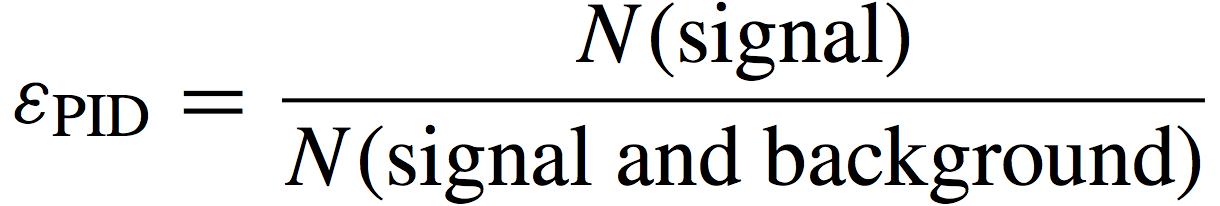 ε_PID = N(signal) / N(signal and background)